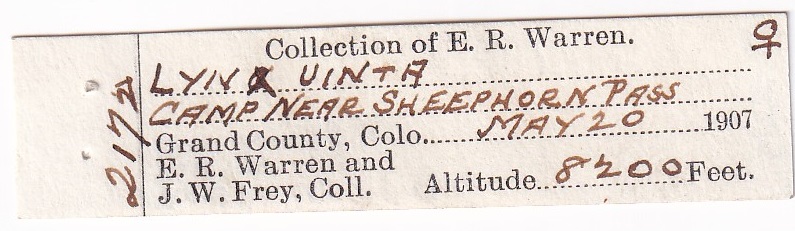 Collection of E. R. Warren. ♀
LYNX UINTA
CAMP NEAR SHEEPHORN PASS
Grand County, Colo. MAY 20 1907
E. R. Warren and
J. W. Frey, Coll. Altitude 8200 Feet.
2172